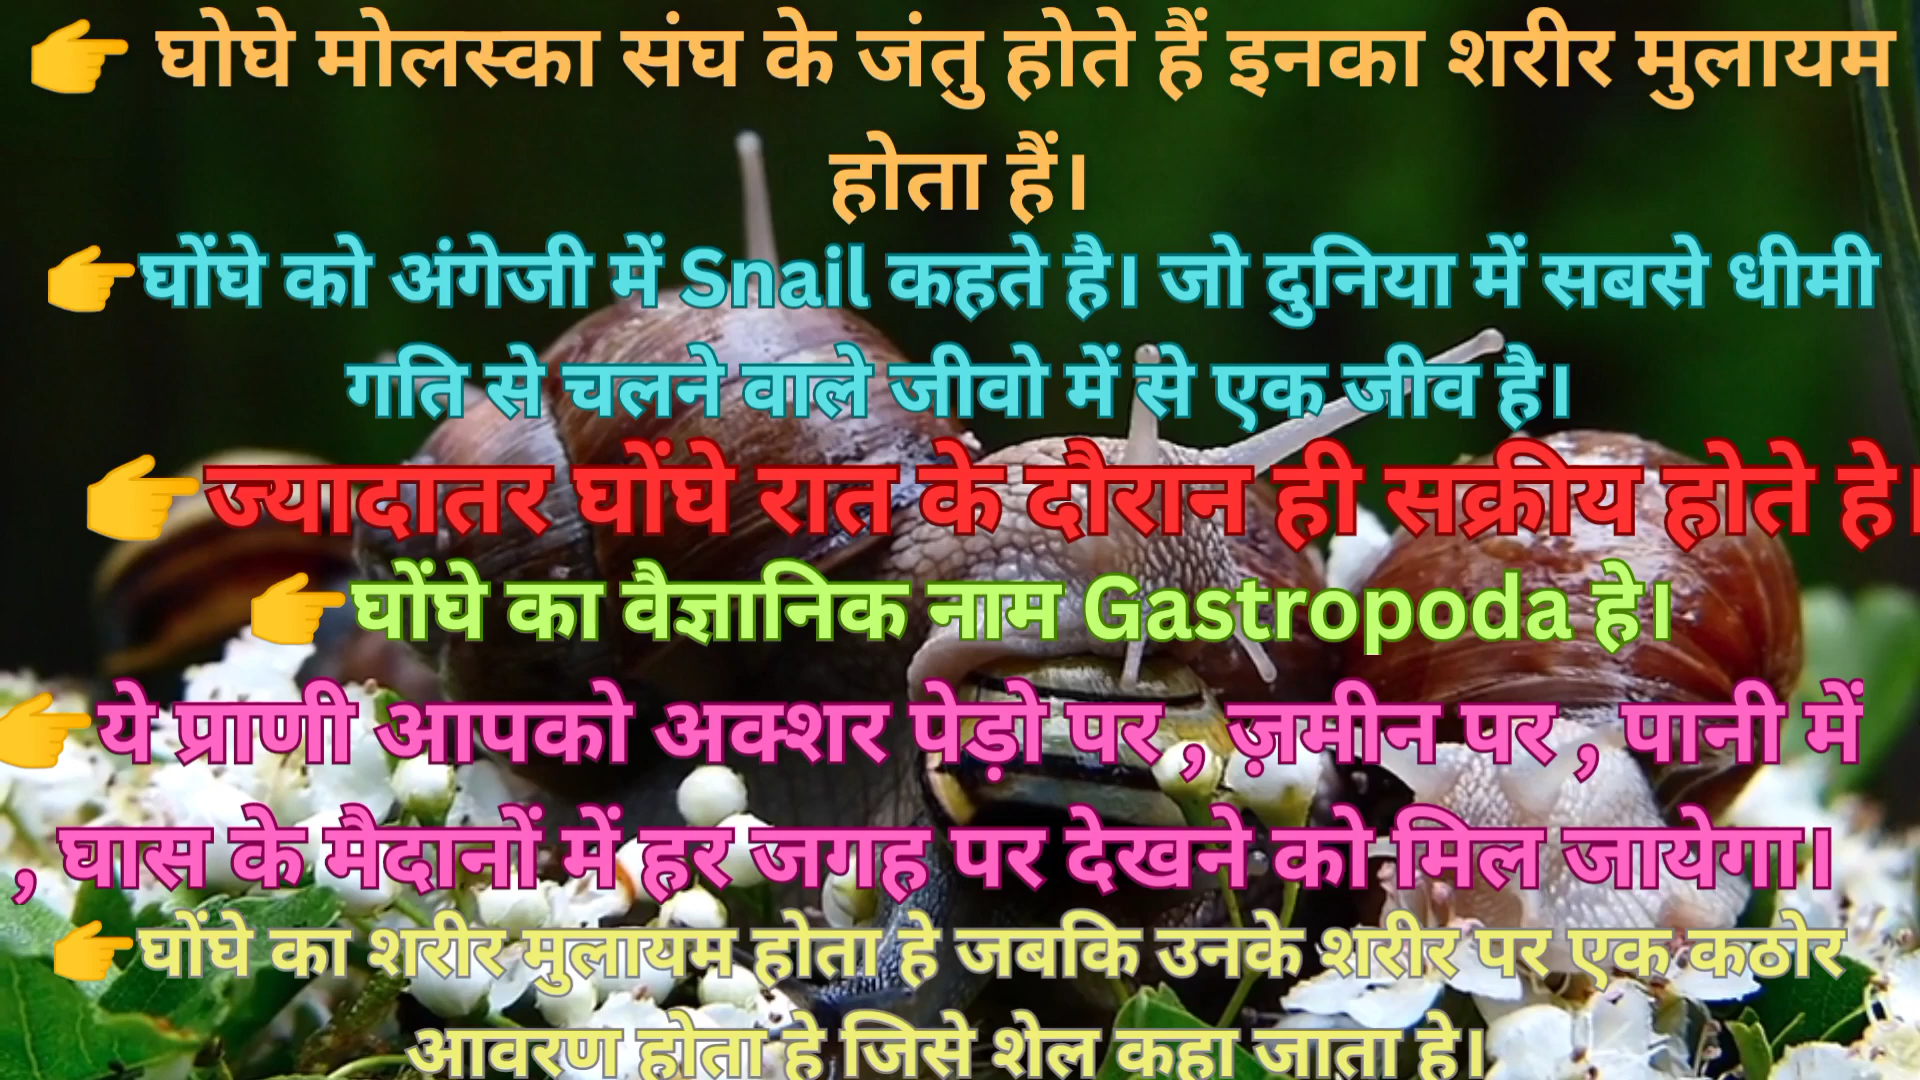 👉 घोघे मोलस्का संघ के जंतु होते हैं इनका शरीर मुलायम
होता हैं।
👉घोंघे को अंगेजी में Snail कहते है। जो दुनिया में सबसे धीमी
गति से चलने वाले जीवो में से एक जीव है।
👉ज्यादातर घोंघे रात के दौरान ही सक्रीय होते हे।
👉घोंघे का वैज्ञानिक नाम Gastropoda हे।
👉ये प्राणी आपको अक्शर पेड़ो पर , ज़मीन पर , पानी में
, घास के मैदानों में हर जगह पर देखने को मिल जायेगा।
👉घोंघे का शरीर मुलायम होता हे जबकि उनके शरीर पर एक कठोर
आवरण होता हे जिसे शेल कहा जाता हे।